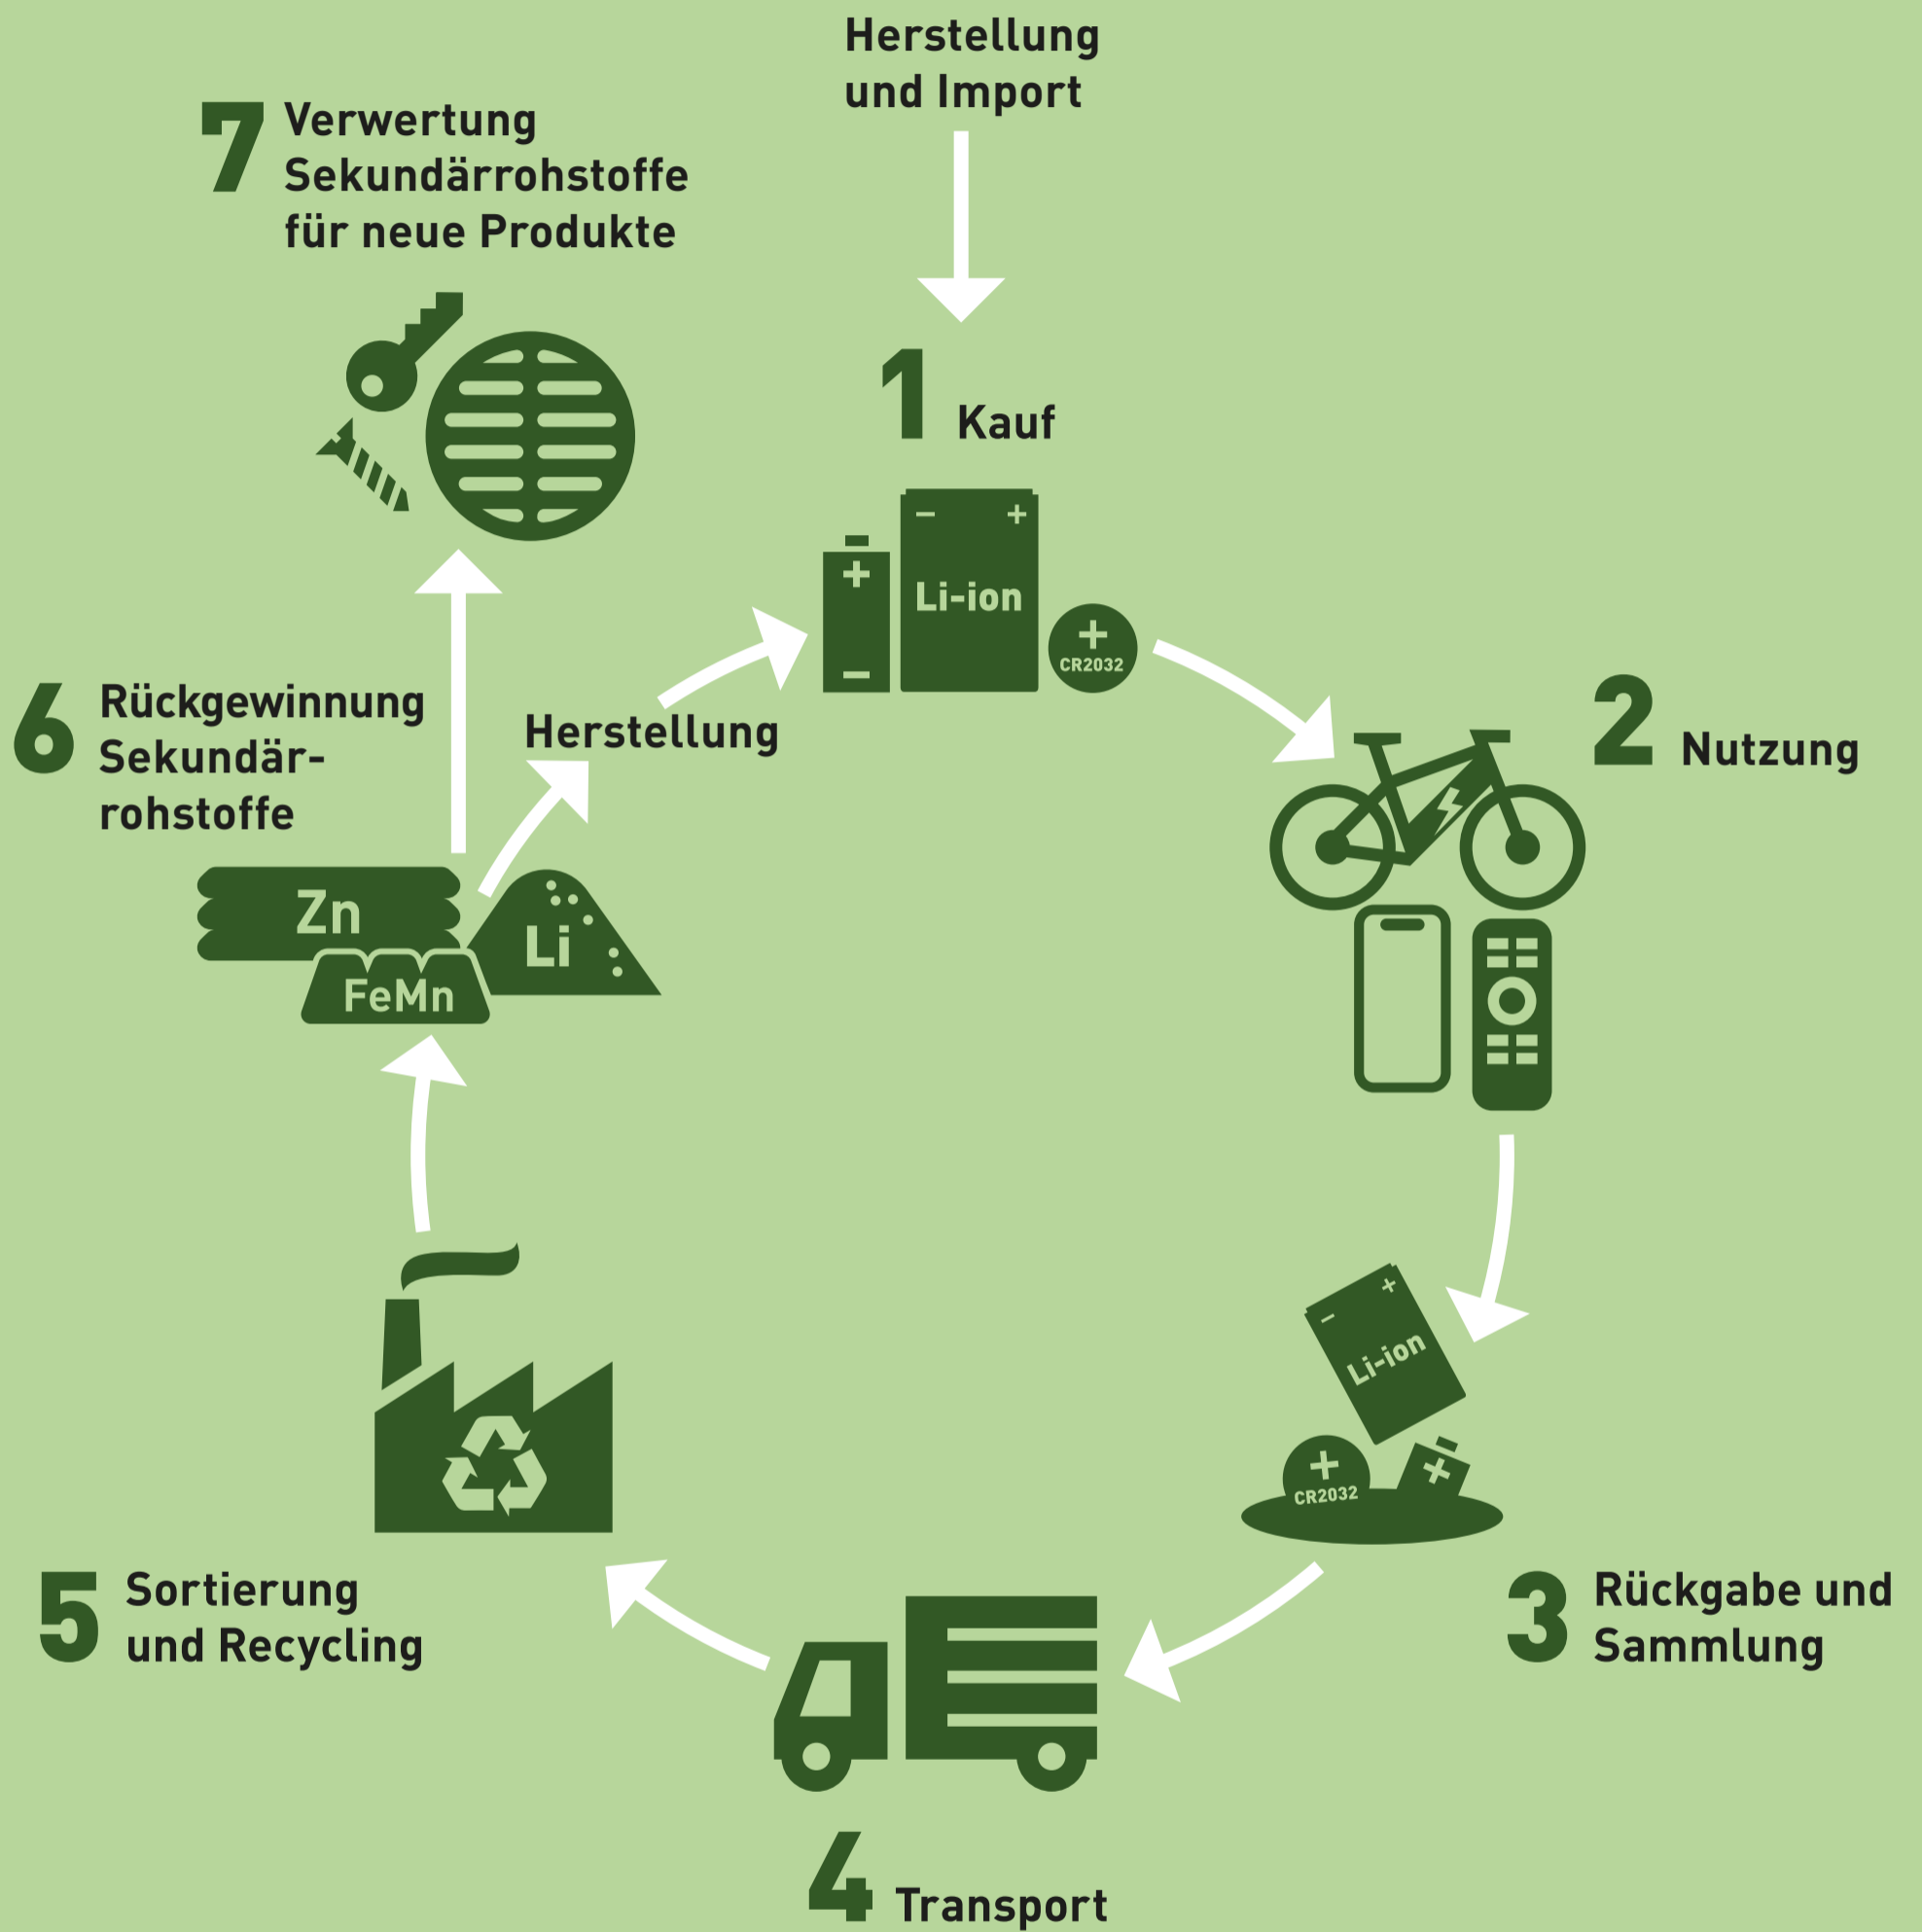 Herstellung
und Import
1 Kauf
+
−
− +
Li-ion
+
CR2032
2 Nutzung
− +
Li-ion
+
CR2032
+
3 Rückgabe und
Sammlung
4 Transport
5 Sortierung
und Recycling
6 Rückgewinnung
Sekundär-
rohstoffe
Zn
FeMn
Li
Herstellung
7 Verwertung
Sekundärrohstoffe
für neue Produkte